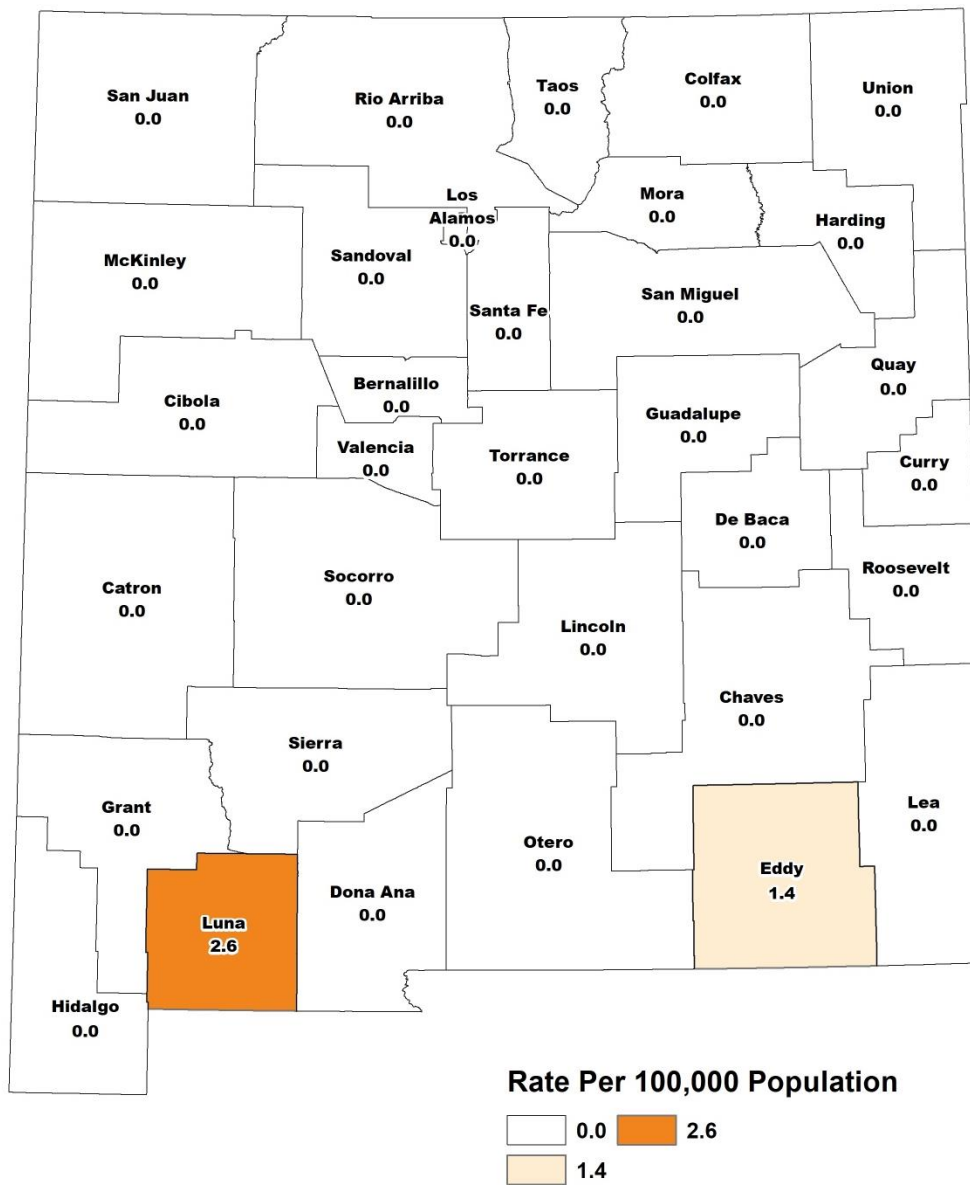 San Juan
0.0
Rio Arriba
0.0
Taos
0.0
Colfax
0.0
Union
0.0
Los
Alamos
0.0
Mora
0.0
Harding
0.0
McKinley
0.0
Sandoval
0.0
Santa Fe
0.0
San Miguel
0.0
Quay
0.0
Cibola
0.0
Bernalillo
0.0
Guadalupe
0.0
Valencia
0.0
Torrance
0.0
Curry
0.0
De Baca
0.0
Catron
0.0
Socorro
0.0
Roosevelt
0.0
Lincoln
0.0
Chaves
0.0
Sierra
0.0
Grant
0.0
Otero
0.0
Lea
0.0
Eddy
1.4
Dona Ana
0.0
Luna
2.6
Hidalgo
0.0
Rate Per 100,000 Population
0.0 2.6
1.4